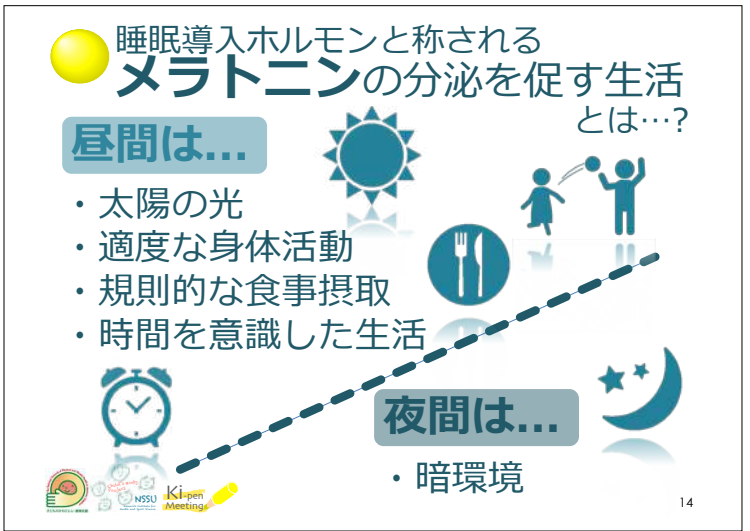 睡眠導入ホルモンと称される
メラトニンの分泌を促す生活
とは…?
昼間は…
・太陽の光
・適度な身体活動
・規則的な食事摂取
・時間を意識した生活
夜間は…
・暗環境
NSSU
Ki-pen
Meeting
14